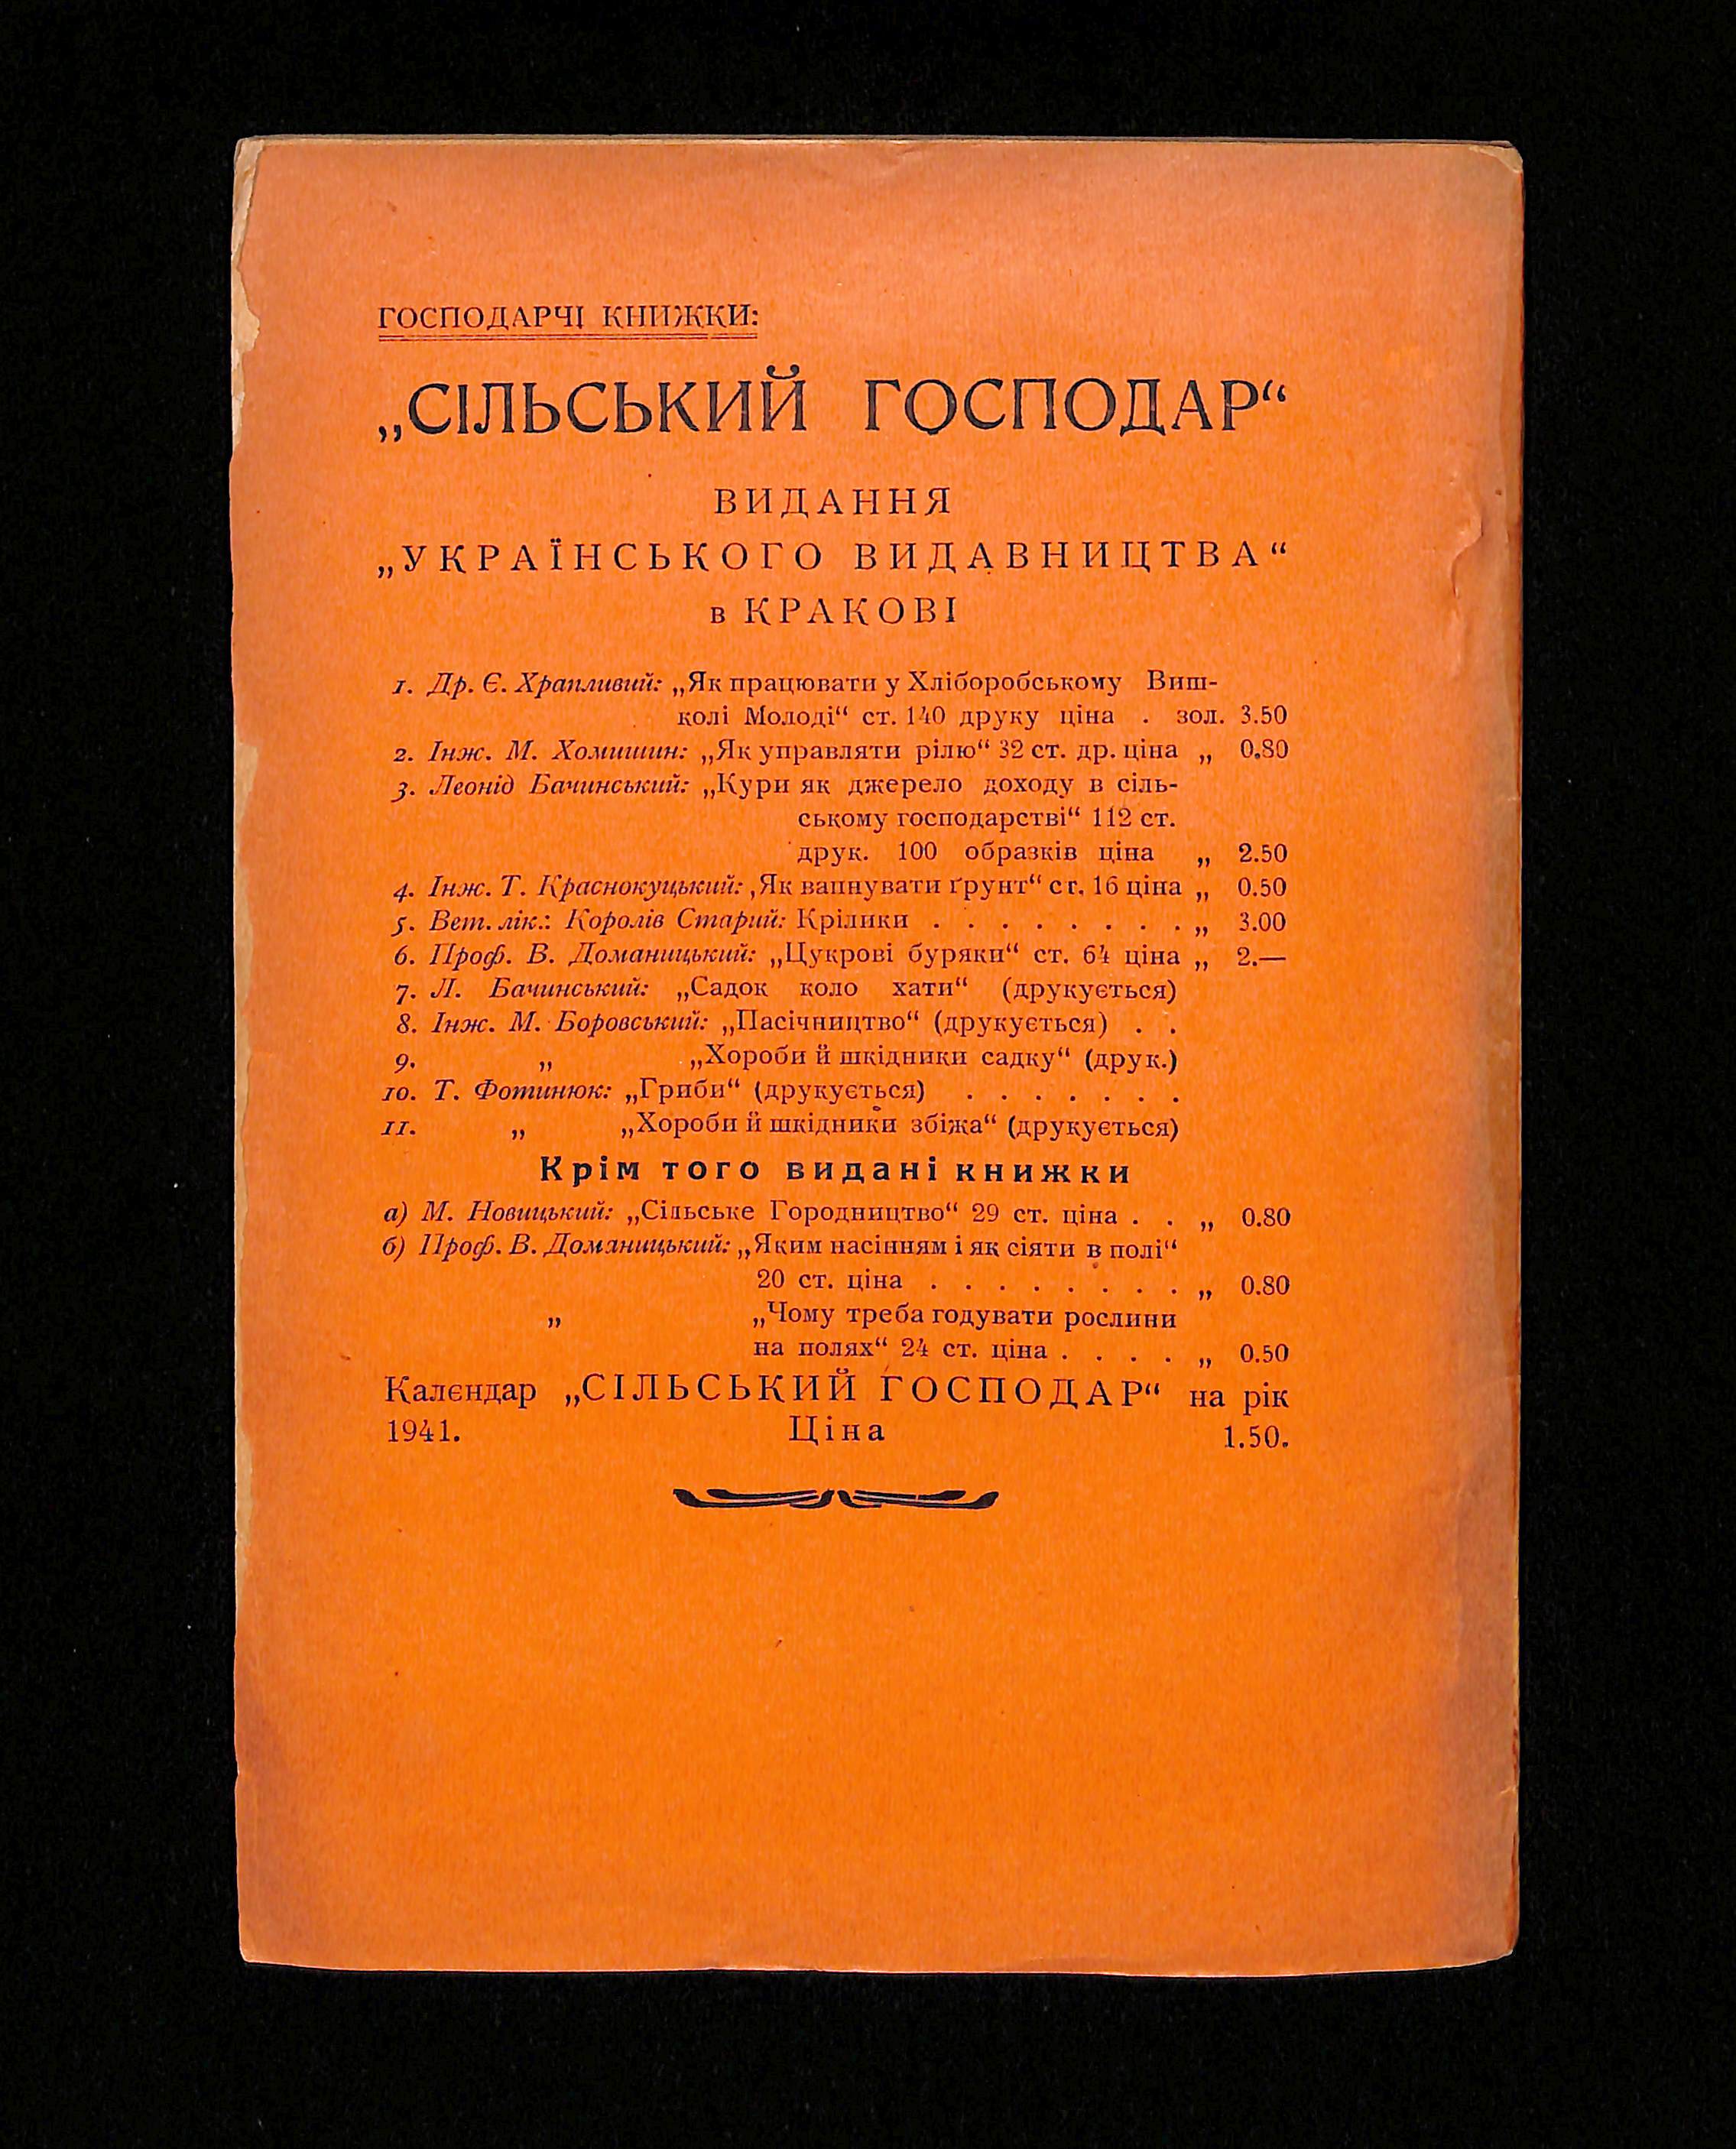 ГОСПОДАРЧІ КНИЖКИ:
„СІЛЬСЬКИЙ ГОСПОДАР“
ВИДАННЯ
„УКРАЇНСЬКОГО ВИДАВНИЦТВА“
в КРАКОВІ
1. Др. Є. Храпливий: „Як працювати у Хліборобському Виш-
колі Молоді“ ст. 140 друку ціна . зол. 3.50
2. Інж. М. Хомишин: „Як управляти рілю“ 32 ст. др. ціна „ 0.80
3. Леонід Бачинський: „Кури як джерело доходу в сіль-
ському господарстві“ 112 ст.
друк. 100 образків ціна „ 2.50
4. Інж. Т. Краснокуцький: ‚Як вапнувати ґрунт“ ст. 16 ціна „ 0.50
5. Вет. лік.: Королів Старий: Крілики . . . . . . . . „ 3.00
6. Проф. В. Доманицький: „Цукрові буряки“ ст. 64 ціна „ 2.—
7. Л. Бачинський: „Садок коло хати“ (друкується)
8. Інж. М. Боровський: „Пасічництво“ (друкується) . .
9. „ „Хороби й шкідники садку“ (друк.)
10. Т. Фотинюк: „Гриби“ (друкується) . . . . . . .
11. „ „Хороби й шкідники збіжа“ (друкується)
Крім того видані книжки
а) М. Новицький: „Сільське Городництво“ 29 ст. ціна . . „ 0.80
б) Проф. В. Доманицький: „Яким насінням і як сіяти в полі“
20 ст. ціна . . . . . . . . „ 0.80
„ „Чому треба годувати рослини
на полях“ 24 ст. ціна . . . . „ 0.50
Календар „СІЛЬСЬКИЙ ГОСПОДАР“ на рік
1941. Ціна 1.50.